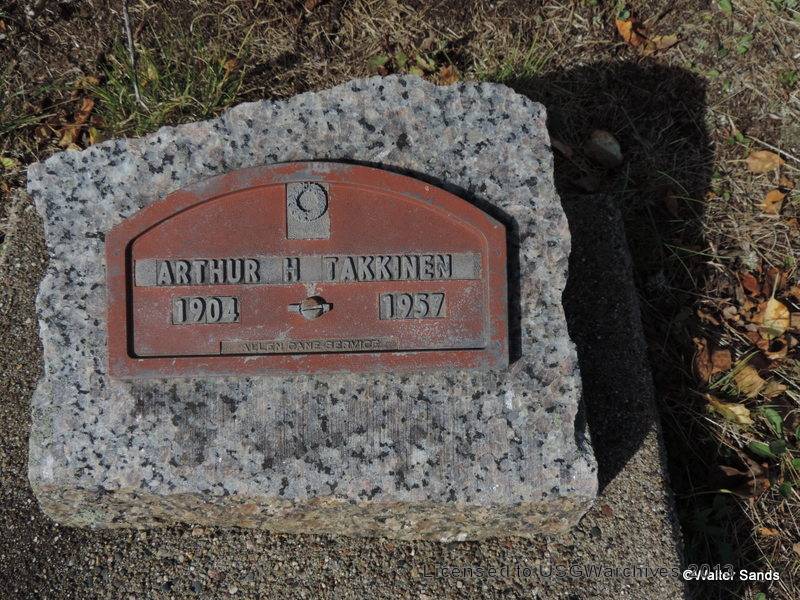 ARTHUR H TAKKINEN
1904 1957
ALLEN CANE SERVICE
Licensed to USGWarchives 2013
©Walter Sands